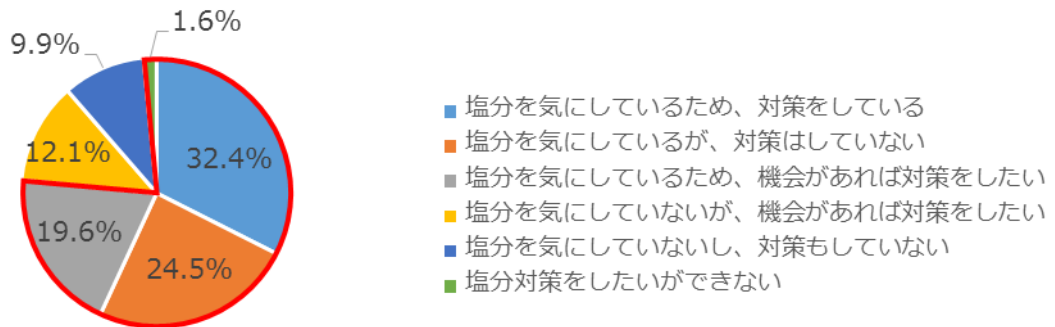 1.6%
9.9%
32.4%
12.1%
19.6%
24.5%
塩分を気にしているため、対策をしている
塩分を気にしているが、対策はしていない
塩分を気にしているため、機会があれば対策をしたい
塩分を気にしていないが、機会があれば対策をしたい
塩分を気にしていないし、対策もしていない
塩分対策をしたいができない